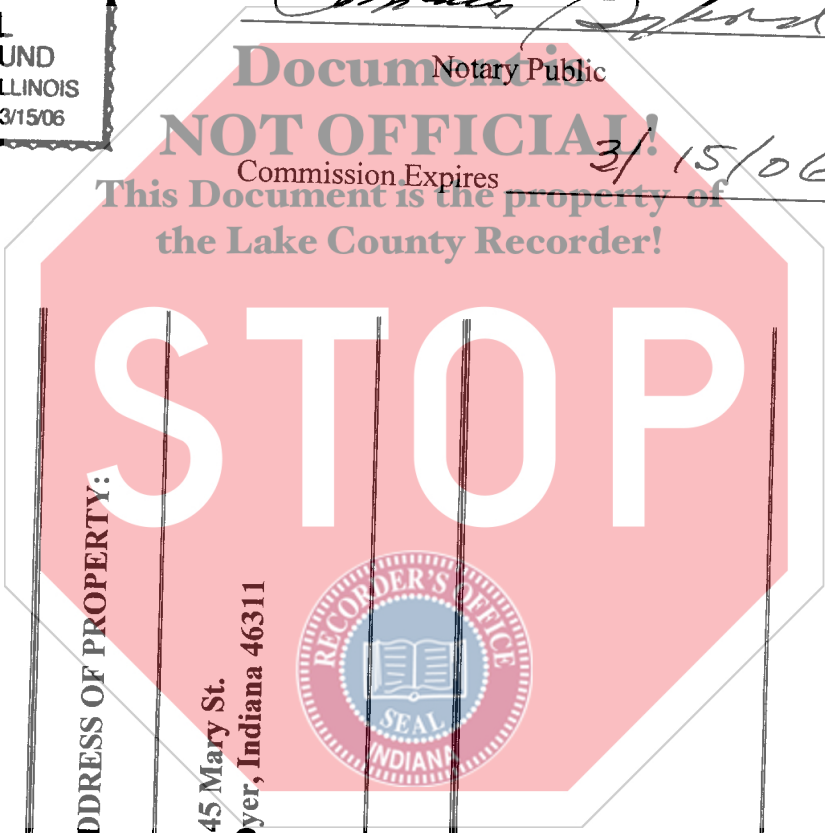 L
UND
LLINOIS
3/15/06
Notary Public
Commission Expires 3/15/06
Document is
NOT OFFICIAL!
This Document is the property of
the Lake County Recorder!
STOP
DDRESS OF PROPERTY:
45 Mary St.
Dyer, Indiana 46311
RECORDER'S OFFICE
SEAL
INDIANA